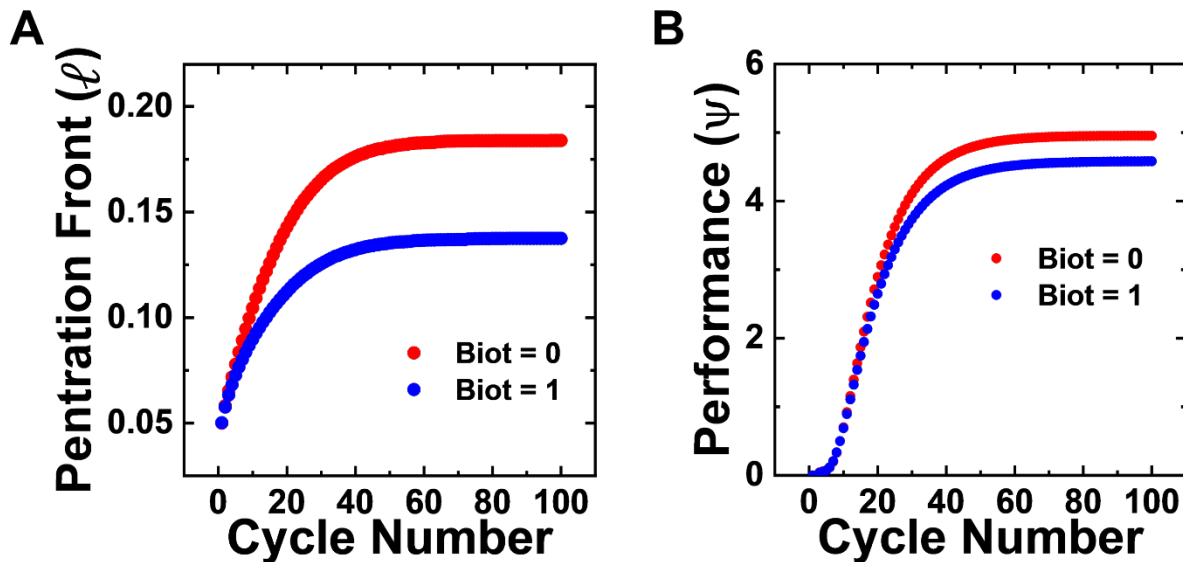 A
Pentration Front (ℓ)
0.20
0.15
0.10
0.05
Biot = 0
Biot = 1
0 20 40 60 80 100
Cycle Number
B
Performance (ψ)
6
4
2
0
Biot = 0
Biot = 1
0 20 40 60 80 100
Cycle Number